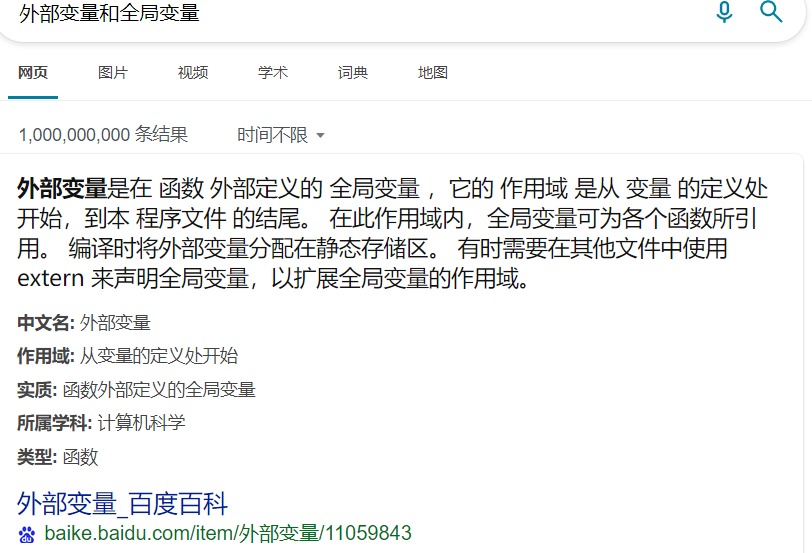 外部变量和全局变量
网页 图片 视频 学术 词典 地图
1,000,000,000 条结果 时间不限
外部变量是在 函数 外部定义的 全局变量 ，它的 作用域 是从 变量 的定义处
开始，到本 程序文件 的结尾。 在此作用域内，全局变量可为各个函数所引
用。 编译时将外部变量分配在静态存储区。 有时需要在其他文件中使用
extern 来声明全局变量，以扩展全局变量的作用域。
中文名: 外部变量
作用域: 从变量的定义处开始
实质: 函数外部定义的全局变量
所属学科: 计算机科学
类型: 函数
外部变量_百度百科
baike.baidu.com/item/外部变量/11059843